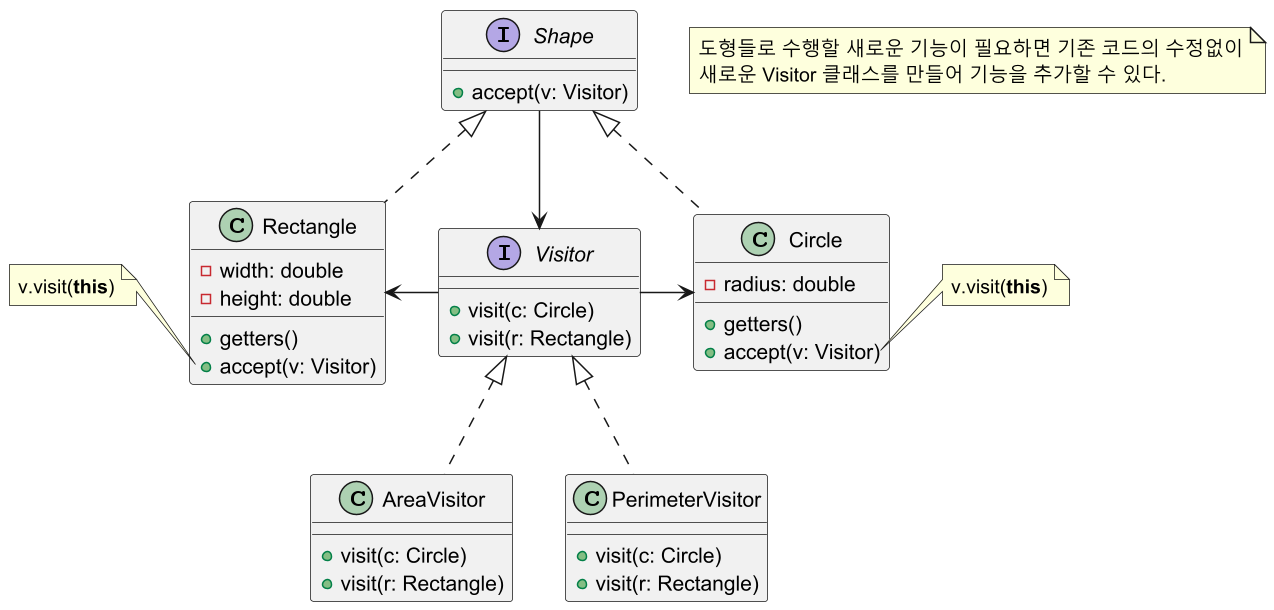 I Shape
accept(v: Visitor)
도형들로 수행할 새로운 기능이 필요하면 기존 코드의 수정없이
새로운 Visitor 클래스를 만들어 기능을 추가할 수 있다.
v.visit(this)
C Rectangle
width: double
height: double
getters()
accept(v: Visitor)
I Visitor
visit(c: Circle)
visit(r: Rectangle)
C Circle
radius: double
getters()
accept(v: Visitor)
v.visit(this)
C AreaVisitor
visit(c: Circle)
visit(r: Rectangle)
C PerimeterVisitor
visit(c: Circle)
visit(r: Rectangle)